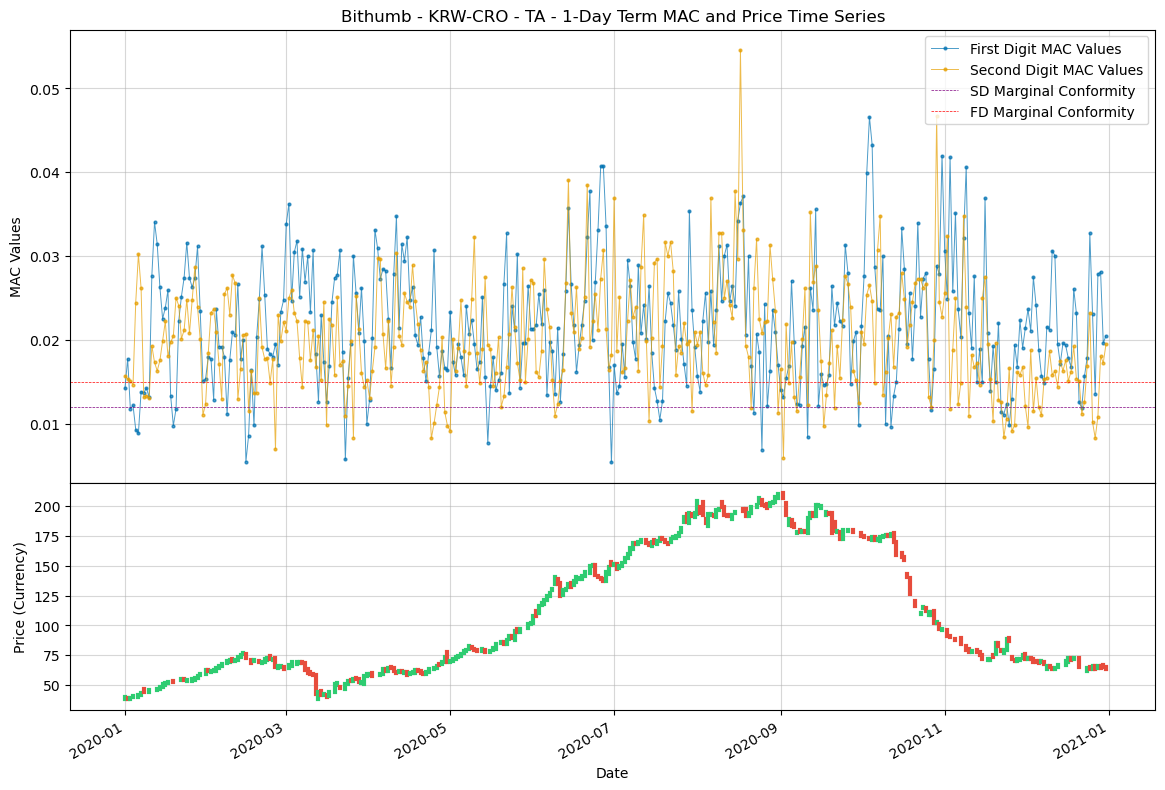 Bithumb - KRW-CRO - TA - 1-Day Term MAC and Price Time Series
First Digit MAC Values
Second Digit MAC Values
SD Marginal Conformity
FD Marginal Conformity
MAC Values
0.05
0.04
0.03
0.02
0.01
Price (Currency)
200
175
150
125
100
75
50
2020-01
2020-03
2020-05
2020-07
2020-09
2020-11
2021-01
Date